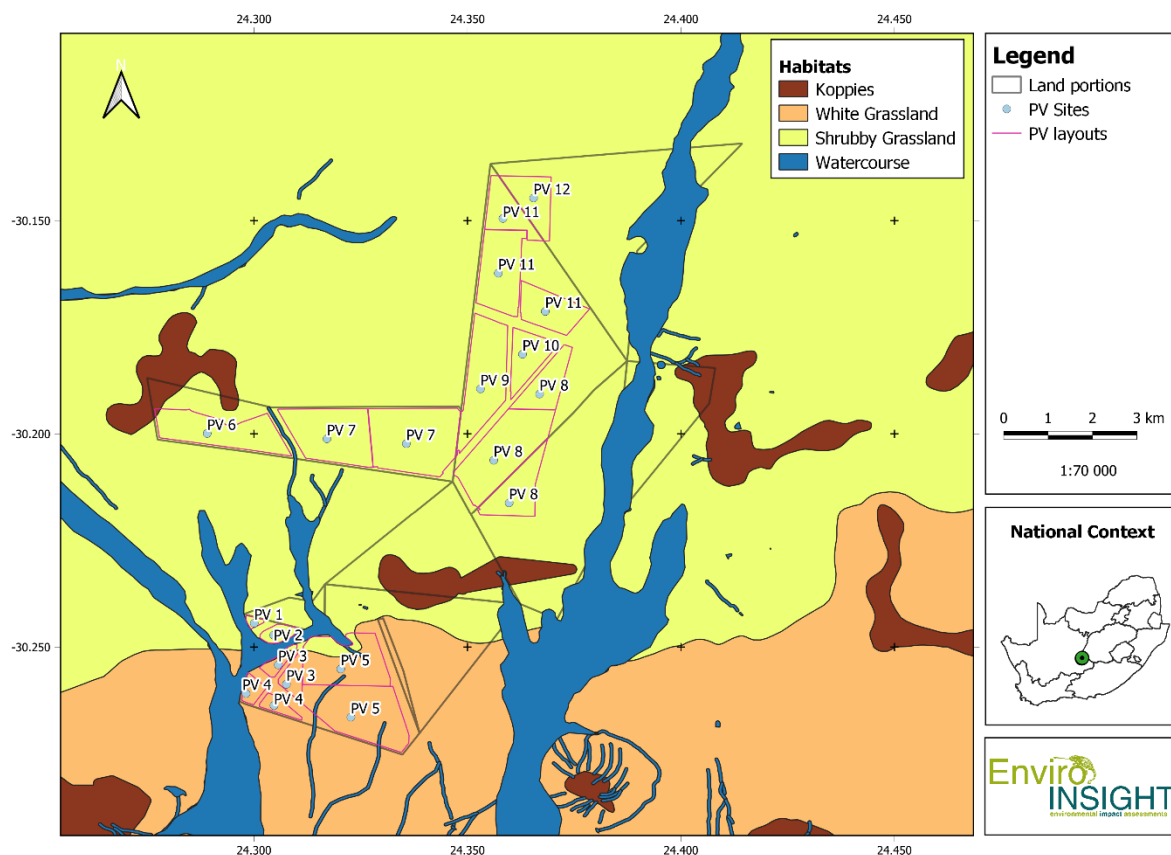 24.300 24.350 24.400 24.450
N
Habitats
Koppies
White Grassland
Shrubby Grassland
Watercourse
-30.150
-30.200
-30.250
PV 12
PV 11
PV 11
PV 11
PV 10
PV 9
PV 8
PV 6
PV 7
PV 7
PV 8
PV 8
PV 1
PV 2
PV 3
PV 3
PV 5
PV 4
PV 4
PV 5
24.300 24.350 24.400 24.450
Legend
Land portions
PV Sites
PV layouts
0 1 2 3 km
1:70 000
National Context
Enviro
INSIGHT
environmental impact assessments